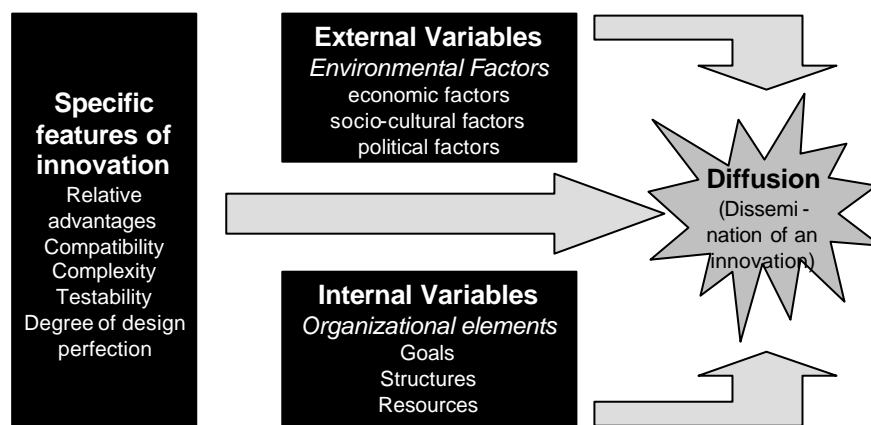 Specific
features of
innovation
Relative
advantages
Compatibility
Complexity
Testability
Degree of design
perfection
External Variables
Environmental Factors
economic factors
socio-cultural factors
political factors
Internal Variables
Organizational elements
Goals
Structures
Resources
Diffusion
(Dissemi-
nation of an
innovation)